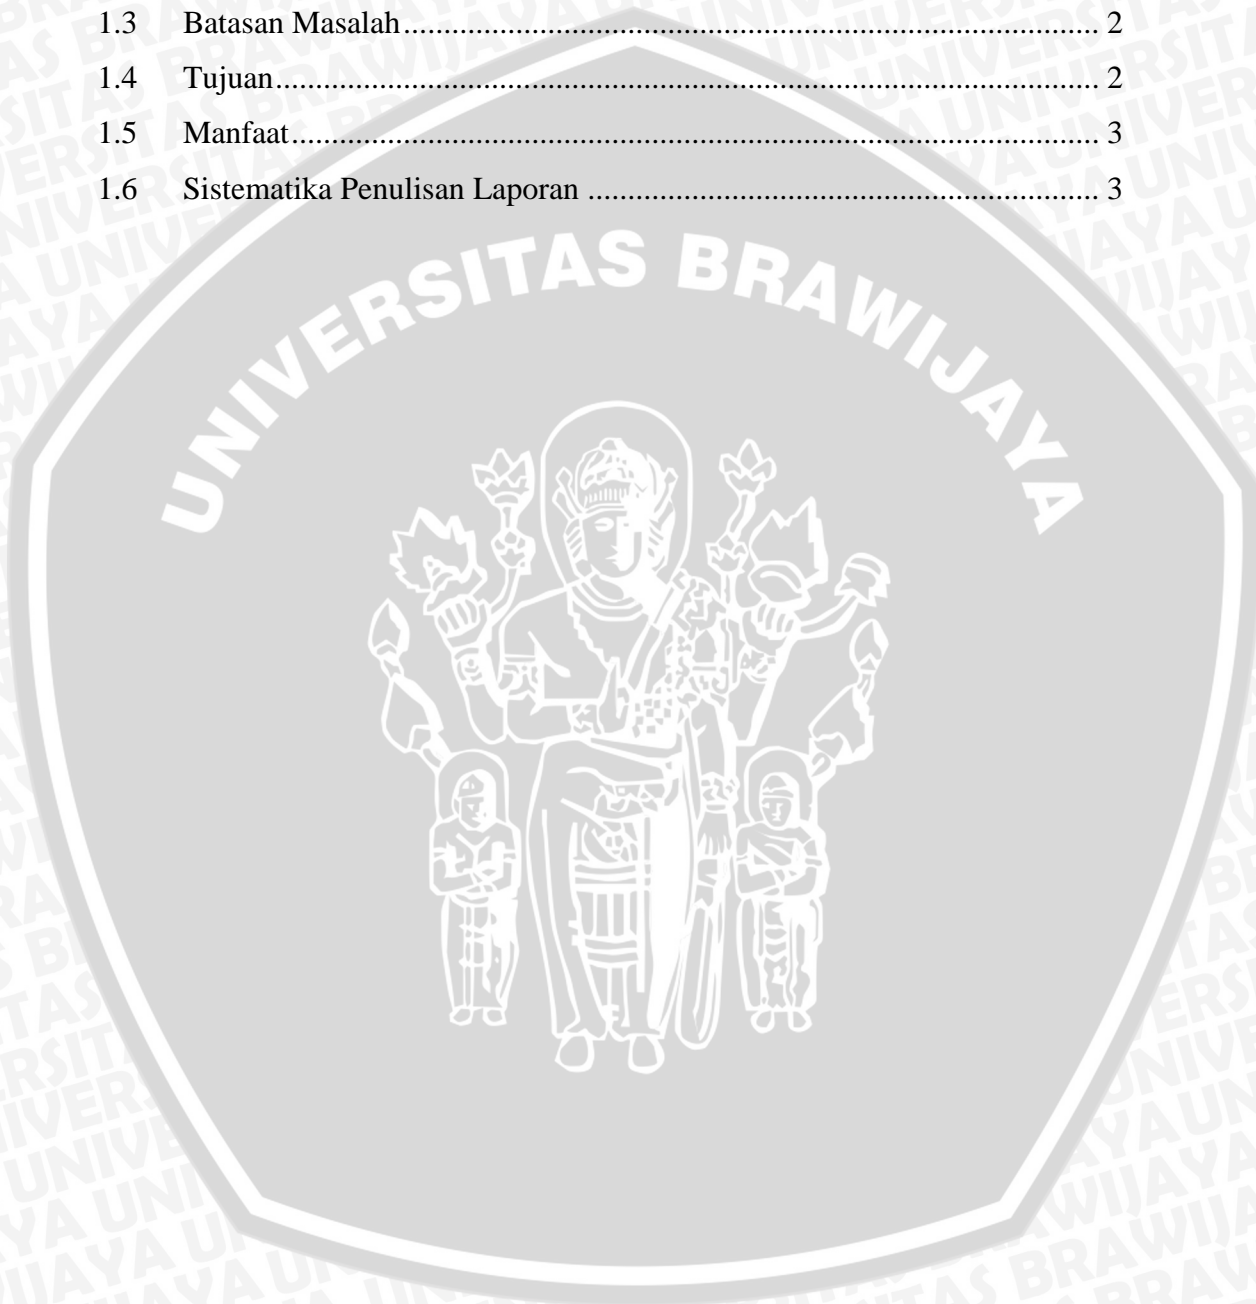 1.3 Batasan Masalah........................................................................................ 2
1.4 Tujuan........................................................................................................ 2
1.5 Manfaat...................................................................................................... 3
1.6 Sistematika Penulisan Laporan ................................................................ 3
UNIVERSITAS BRAWIJAYA